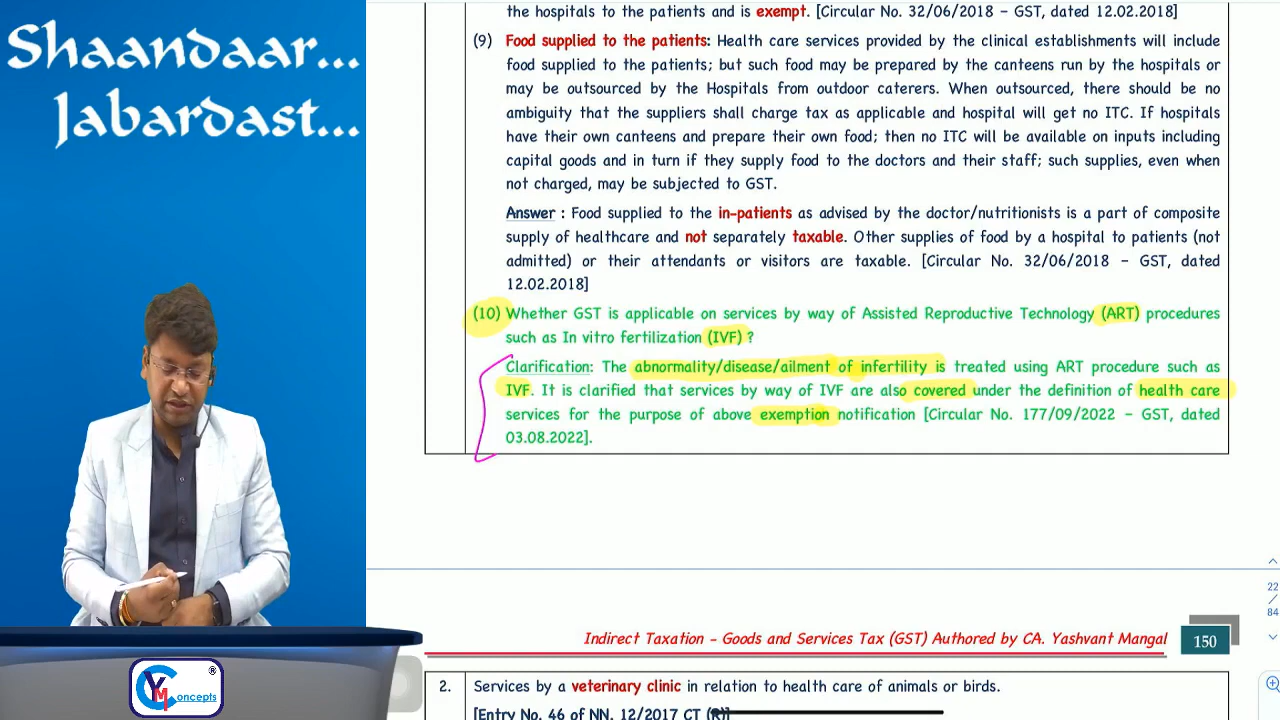 Shaandaar...
Jabardast...
the hospitals to the patients and is exempt. [Circular No. 32/06/2018 – GST, dated 12.02.2018]
(9) Food supplied to the patients: Health care services provided by the clinical establishments will include
food supplied to the patients; but such food may be prepared by the canteens run by the hospitals or
may be outsourced by the Hospitals from outdoor caterers. When outsourced, there should be no
ambiguity that the suppliers shall charge tax as applicable and hospital will get no ITC. If hospitals
have their own canteens and prepare their own food; then no ITC will be available on inputs including
capital goods and in turn if they supply food to the doctors and their staff; such supplies, even when
not charged, may be subjected to GST.
Answer : Food supplied to the in-patients as advised by the doctor/nutritionists is a part of composite
supply of healthcare and not separately taxable. Other supplies of food by a hospital to patients (not
admitted) or their attendants or visitors are taxable. [Circular No. 32/06/2018 – GST, dated
12.02.2018]
(10) Whether GST is applicable on services by way of Assisted Reproductive Technology (ART) procedures
such as In vitro fertilization (IVF) ?
Clarification: The abnormality/disease/ailment of infertility is treated using ART procedure such as
IVF. It is clarified that services by way of IVF are also covered under the definition of health care
services for the purpose of above exemption notification [Circular No. 177/09/2022 – GST, dated
03.08.2022].
22
/
84
Indirect Taxation – Goods and Services Tax (GST) Authored by CA. Yashvant Mangal 150
2. Services by a veterinary clinic in relation to health care of animals or birds.
[Entry No. 46 of NN. 12/2017 CT (R)]
YM Concepts ®